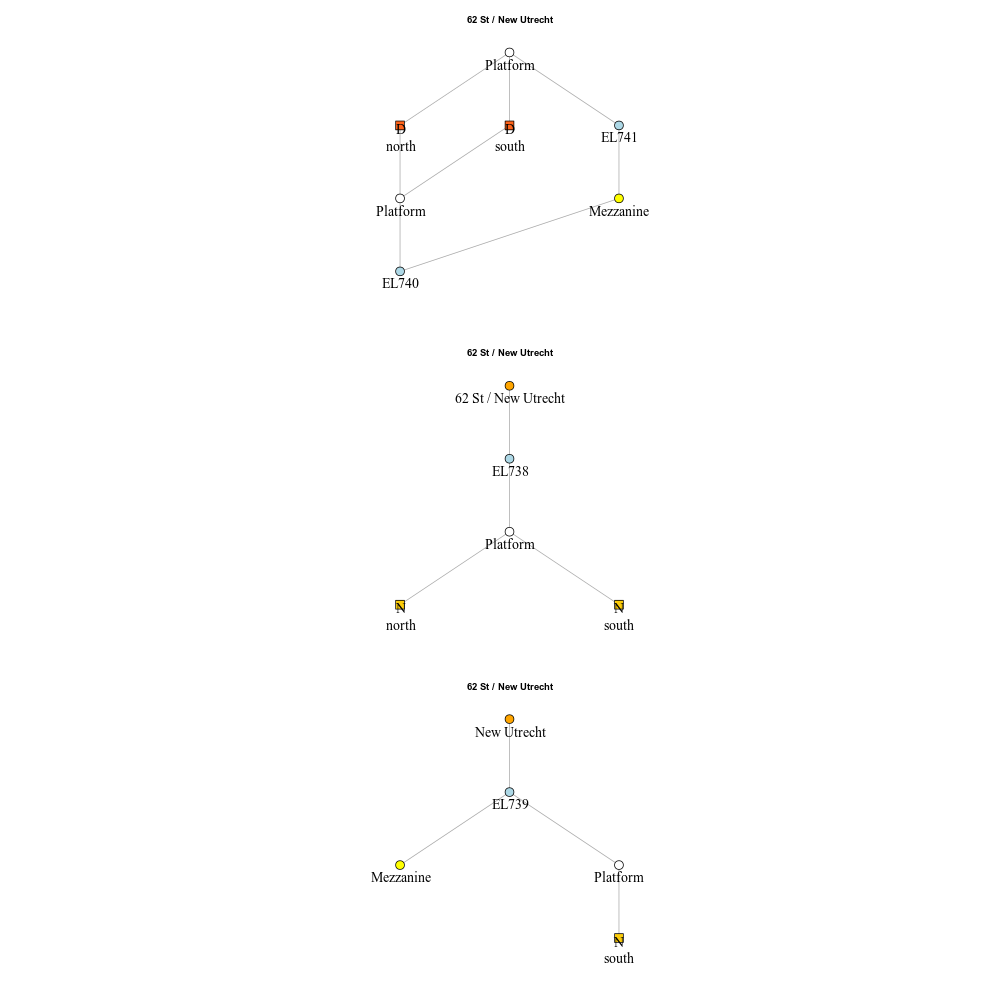 62 St / New Utrecht
Platform
D
north
D
south
EL741
Platform
Mezzanine
EL740
62 St / New Utrecht
62 St / New Utrecht
EL738
Platform
N
north
N
south
62 St / New Utrecht
New Utrecht
EL739
Mezzanine
Platform
N
south